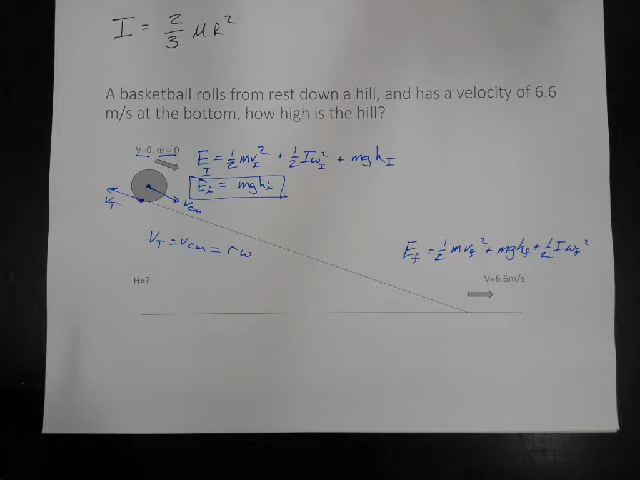 I = 2/3 MR²
A basketball rolls from rest down a hill, and has a velocity of 6.6
m/s at the bottom, how high is the hill?
V=0 ω=0
E_I = ½mv_I² + ½Iω_I² + mgh_I
E_i = mgh_i
V_T
V_cm
V_T = V_cm = rω
E_f = ½mv_f² + mgh_f + ½Iω_f²
H=?
V=6.6m/s